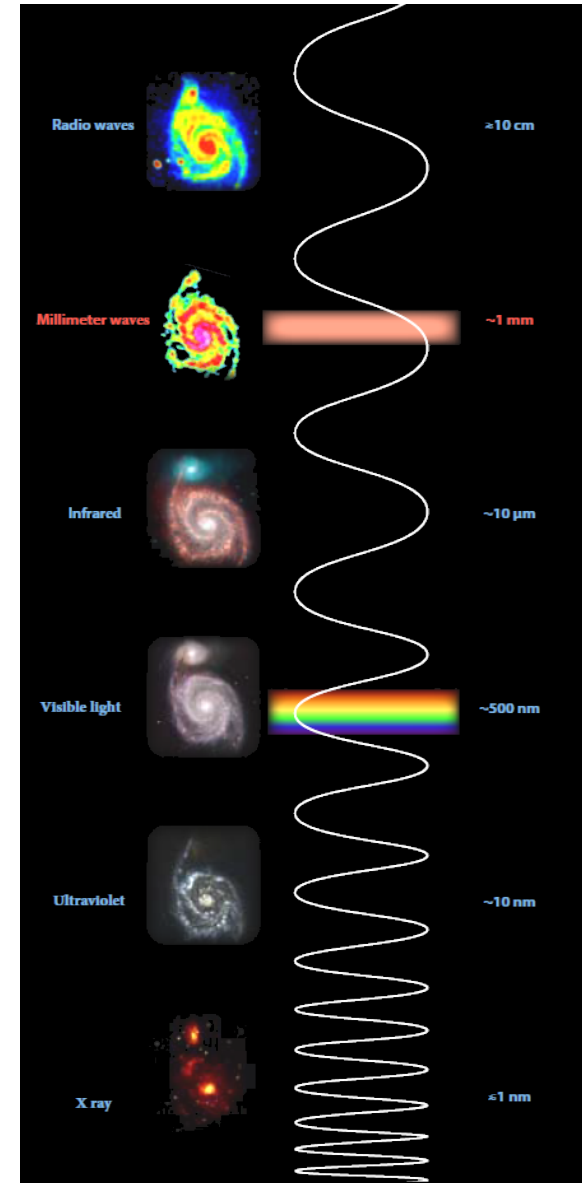 Radio waves ≥10 cm
Millimeter waves ~1 mm
Infrared ~10 μm
Visible light ~500 nm
Ultraviolet ~10 nm
X ray ≤1 nm